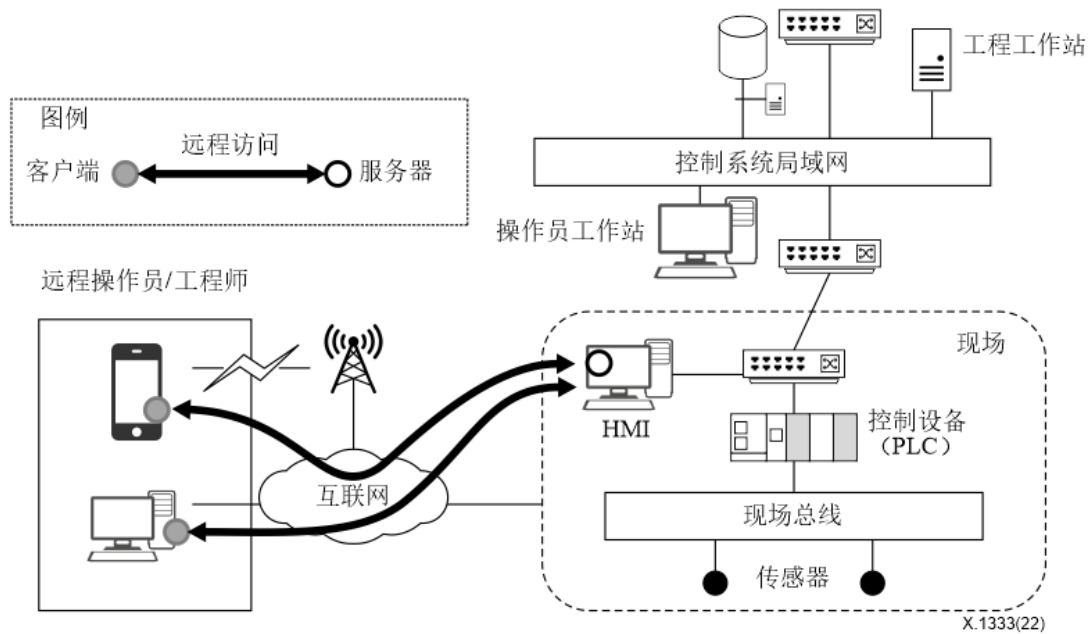 工程工作站
图例
远程访问
客户端
服务器
控制系统局域网
操作员工作站
远程操作员/工程师
现场
HMI
控制设备
（PLC）
互联网
现场总线
传感器
X.1333(22)